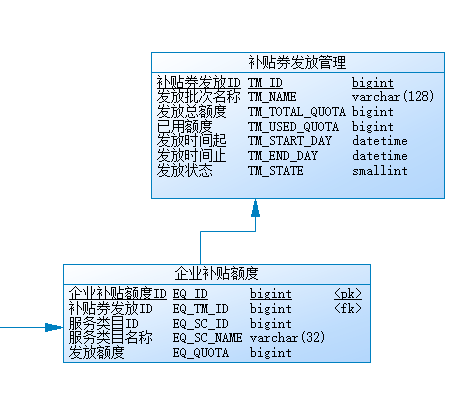 补贴券发放管理
补贴券发放ID TM_ID bigint
发放批次名称 TM_NAME varchar(128)
发放总额度 TM_TOTAL_QUOTA bigint
已用额度 TM_USED_QUOTA bigint
发放时间起 TM_START_DAY datetime
发放时间止 TM_END_DAY datetime
发放状态 TM_STATE smallint
企业补贴额度
企业补贴额度ID EQ_ID bigint <pk>
补贴券发放ID EQ_TM_ID bigint <fk>
服务类目ID EQ_SC_ID bigint
服务类目名称 EQ_SC_NAME varchar(32)
发放额度 EQ_QUOTA bigint